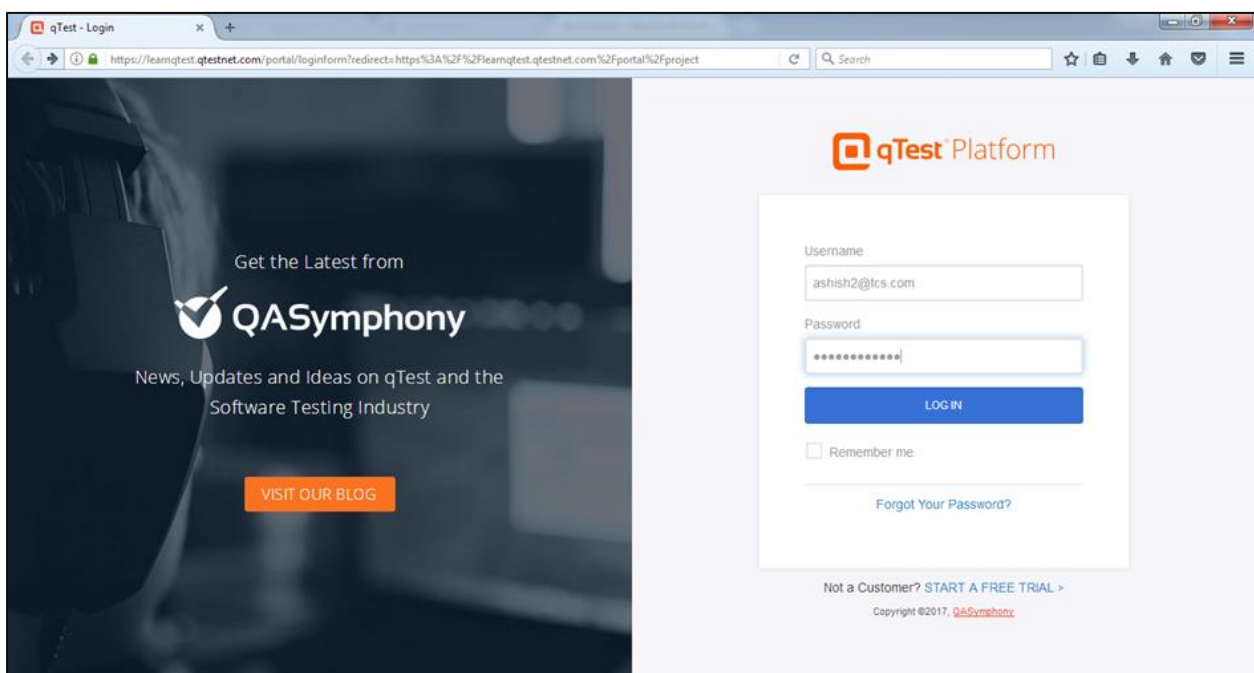 qTest - Login
https://learnqtest.qtestnet.com/portal/loginform?redirect=https%3A%2F%2Flearnqtest.qtestnet.com%2Fportal%2Fproject
Search
Get the Latest from
QASymphony
News, Updates and Ideas on qTest and the
Software Testing Industry
VISIT OUR BLOG
qTest Platform
Username
ashish2@tcs.com
Password
••••••••••••
LOG IN
Remember me
Forgot Your Password?
Not a Customer? START A FREE TRIAL >
Copyright ©2017, QASymphony